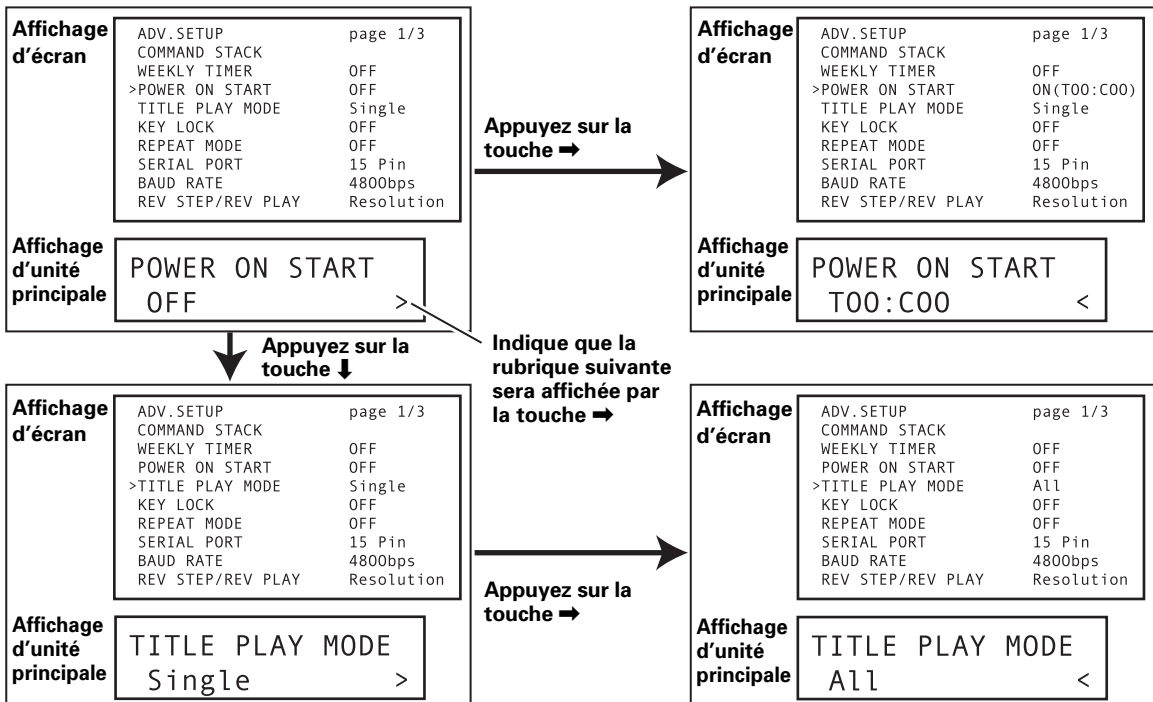 Affichage
d'écran
ADV.SETUP page 1/3
COMMAND STACK
WEEKLY TIMER OFF
>POWER ON START OFF
TITLE PLAY MODE Single
KEY LOCK OFF
REPEAT MODE OFF
SERIAL PORT 15 Pin
BAUD RATE 4800bps
REV STEP/REV PLAY Resolution
Affichage
d'unité
principale
POWER ON START
OFF >
Appuyez sur la
touche ➡
Affichage
d'écran
ADV.SETUP page 1/3
COMMAND STACK
WEEKLY TIMER OFF
>POWER ON START ON(T00:C00)
TITLE PLAY MODE Single
KEY LOCK OFF
REPEAT MODE OFF
SERIAL PORT 15 Pin
BAUD RATE 4800bps
REV STEP/REV PLAY Resolution
Affichage
d'unité
principale
POWER ON START
T00:C00 <
Indique que la
rubrique suivante
sera affichée par
la touche ➡
Appuyez sur la
touche ⬇
Affichage
d'écran
ADV.SETUP page 1/3
COMMAND STACK
WEEKLY TIMER OFF
POWER ON START OFF
>TITLE PLAY MODE Single
KEY LOCK OFF
REPEAT MODE OFF
SERIAL PORT 15 Pin
BAUD RATE 4800bps
REV STEP/REV PLAY Resolution
Affichage
d'unité
principale
TITLE PLAY MODE
Single >
Appuyez sur la
touche ➡
Affichage
d'écran
ADV.SETUP page 1/3
COMMAND STACK
WEEKLY TIMER OFF
POWER ON START OFF
>TITLE PLAY MODE All
KEY LOCK OFF
REPEAT MODE OFF
SERIAL PORT 15 Pin
BAUD RATE 4800bps
REV STEP/REV PLAY Resolution
Affichage
d'unité
principale
TITLE PLAY MODE
All <